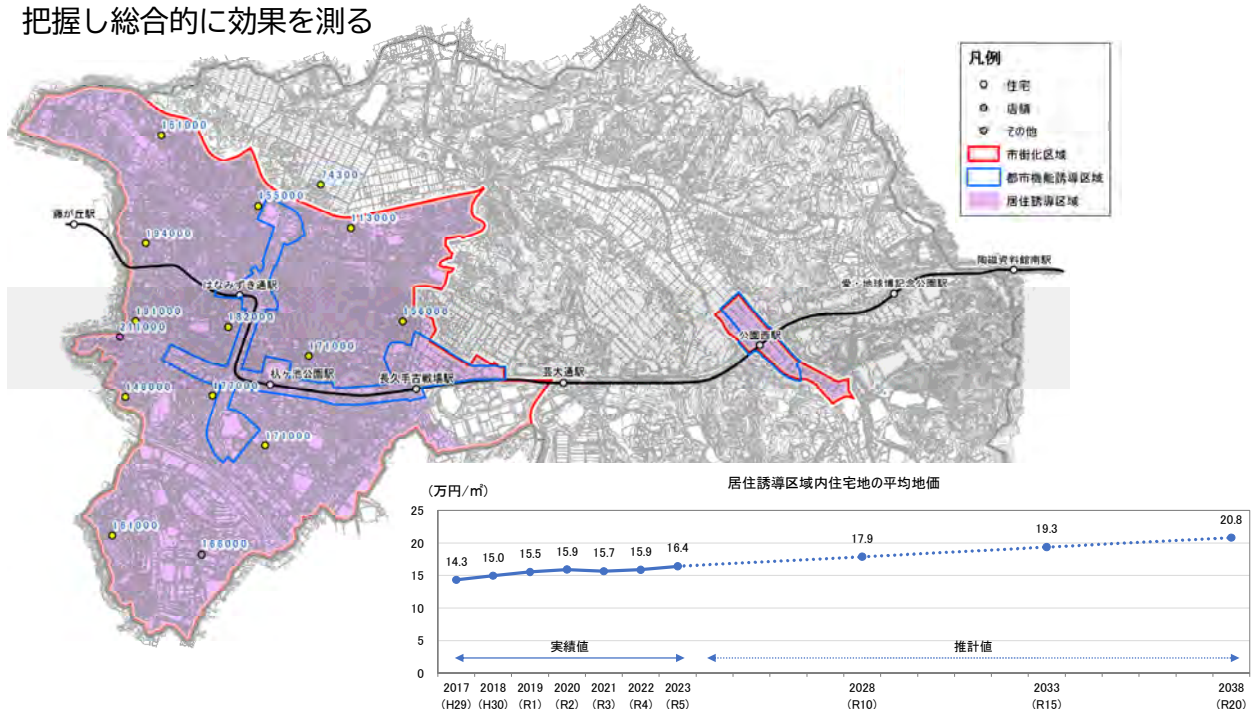 把握し総合的に効果を測る
凡例
住宅
店舗
その他
市街化区域
都市機能誘導区域
居住誘導区域
151000
74300
155000
113000
藤が丘駅
194000
陶磁資料館南駅
はなみずき通駅
愛・地球博記念公園駅
191000
182000
196000
211000
公園西駅
171000
杁ヶ池公園駅
長久手古戦場駅
芸大通駅
148000
177000
171000
161000
166000
居住誘導区域内住宅地の平均地価
(万円/㎡)
25
20
15
10
5
0
14.3
15.0
15.5
15.9
15.7
15.9
16.4
17.9
19.3
20.8
実績値
推計値
2017 2018 2019 2020 2021 2022 2023 2028 2033 2038
(H29) (H30) (R1) (R2) (R3) (R4) (R5) (R10) (R15) (R20)